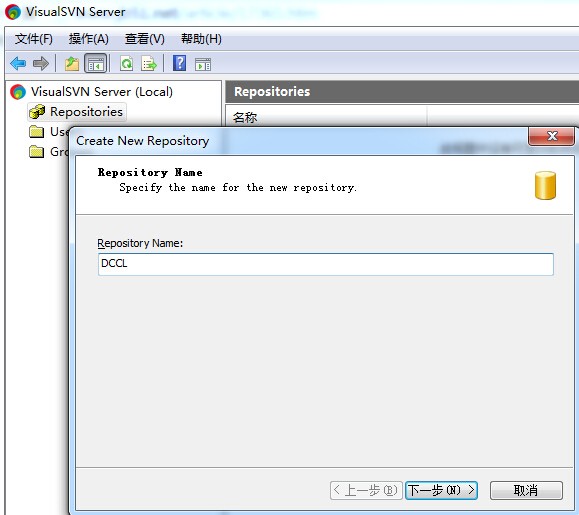 VisualSVN Server
文件(F) 操作(A) 查看(V) 帮助(H)
VisualSVN Server (Local)
Repositories
Repositories
名称
Create New Repository
Repository Name
Specify the name for the new repository.
Repository Name:
DCCL
< 上一步(B) 下一步(N) > 取消